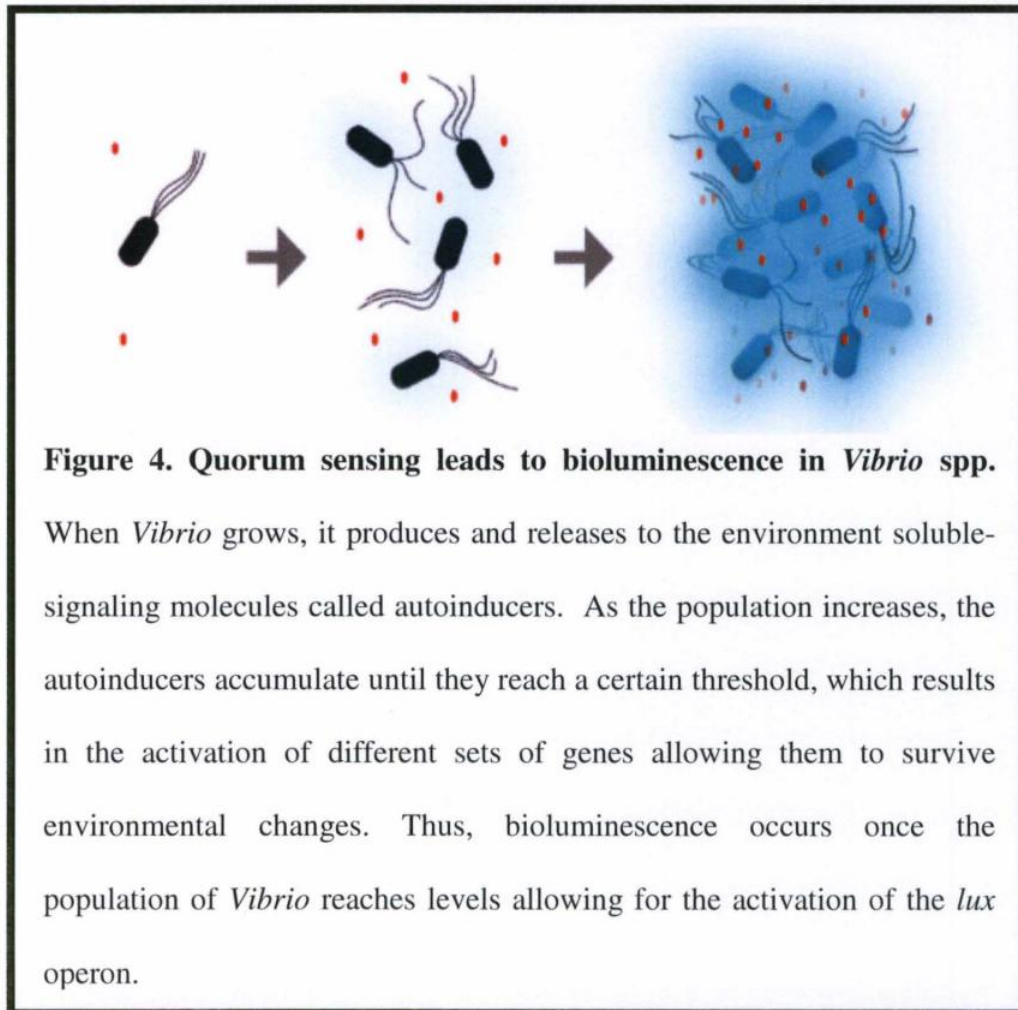 Figure 4. Quorum sensing leads to bioluminescence in Vibrio spp.
When Vibrio grows, it produces and releases to the environment soluble-
signaling molecules called autoinducers. As the population increases, the
autoinducers accumulate until they reach a certain threshold, which results
in the activation of different sets of genes allowing them to survive
environmental changes. Thus, bioluminescence occurs once the
population of Vibrio reaches levels allowing for the activation of the lux
operon.